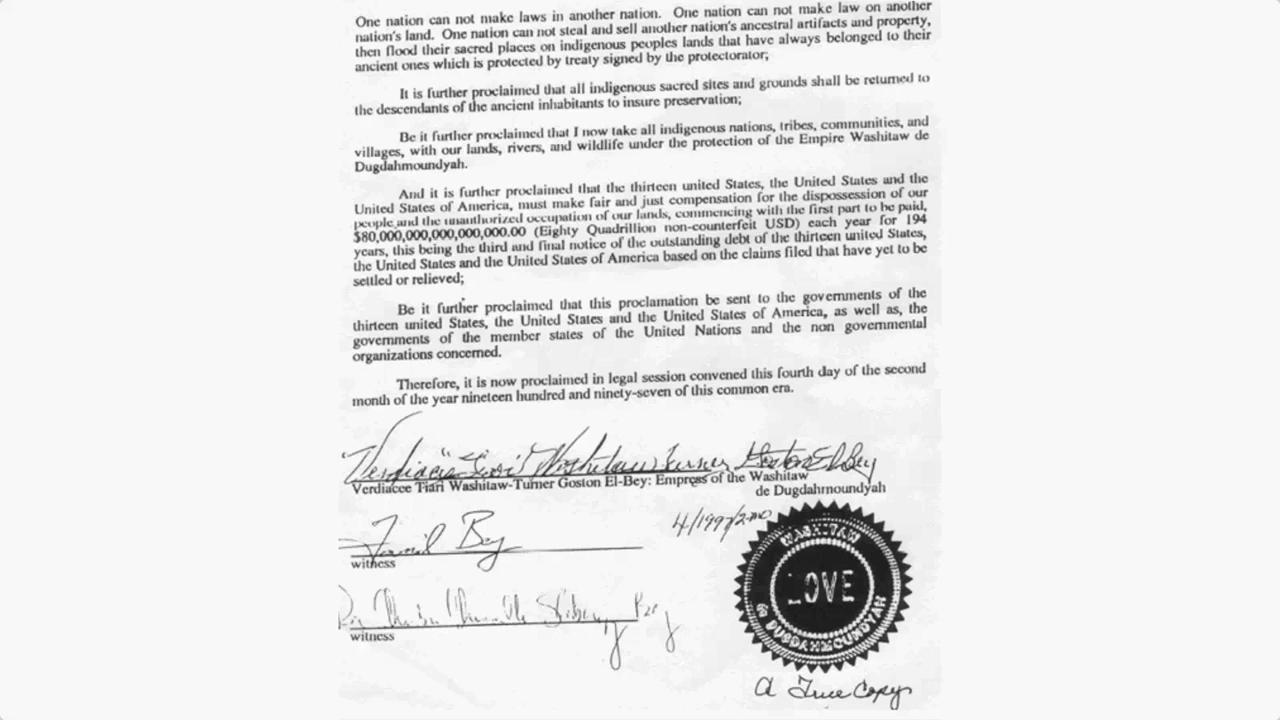 One nation can not make laws in another nation. One nation can not make law on another
nation's land. One nation can not steal and sell another nation's ancestral artifacts and property,
then flood their sacred places on indigenous peoples lands that have always belonged to their
ancient ones which is protected by treaty signed by the protectorator;
It is further proclaimed that all indigenous sacred sites and grounds shall be returned to
the descendants of the ancient inhabitants to insure preservation;
Be it further proclaimed that I now take all indigenous nations, tribes, communities, and
villages, with our lands, rivers, and wildlife under the protection of the Empire Washitaw de
Dugdahmoundyah.
And it is further proclaimed that the thirteen united States, the United States and the
United States of America, must make fair and just compensation for the dispossession of our
people and the unauthorized occupation of our lands, commencing with the first part to be paid,
$80,000,000,000,000,000.00 (Eighty Quadrillion non-counterfeit USD) each year for 194
years, this being the third and final notice of the outstanding debt of the thirteen united States,
the United States and the United States of America based on the claims filed that have yet to be
settled or relieved;
Be it further proclaimed that this proclamation be sent to the governments of the
thirteen united States, the United States and the United States of America, as well as, the
governments of the member states of the United Nations and the non governmental
organizations concerned.
Therefore, it is now proclaimed in legal session convened this fourth day of the second
month of the year nineteen hundred and ninety-seven of this common era.
Verdiacee "Tiari" Washitaw Turner Goston El-Bey
Verdiacee Tiari Washitaw-Turner Goston El-Bey: Empress of the Washitaw
de Dugdahmoundyah
4/1997/2-mo
Bey
witness
witness
WASHITAW
LOVE
DE DUGDAHMOUNDYAH
A True Copy